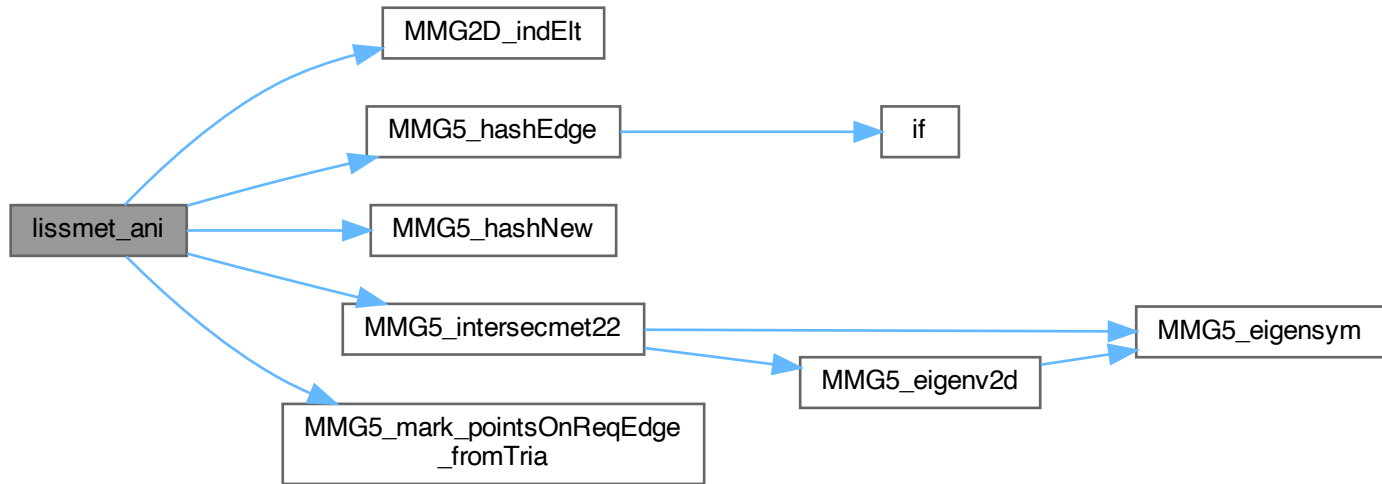 MMG2D_indElt
MMG5_hashEdge
if
lissmet_ani
MMG5_hashNew
MMG5_intersecmet22
MMG5_eigensym
MMG5_eigenv2d
MMG5_mark_pointsOnReqEdge
_fromTria